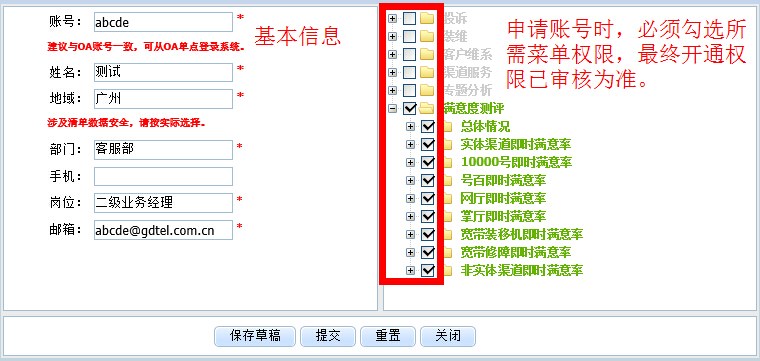 账号： abcde *
建议与OA账号一致，可从OA单点登录系统。
基本信息
姓名： 测试 *
地域： 广州 *
涉及清单数据安全，请按实际选择。
部门： 客服部 *
手机：
岗位： 二级业务经理 *
邮箱： abcde@gdtel.com.cn *
投诉
装维
客户维系
渠道服务
专题分析
满意度测评
总体情况
实体渠道即时满意率
10000号即时满意率
号百即时满意率
网厅即时满意率
掌厅即时满意率
宽带装移机即时满意率
宽带修障即时满意率
非实体渠道即时满意率
申请账号时，必须勾选所
需菜单权限，最终开通权
限已审核为准。
保存草稿 提交 重置 关闭